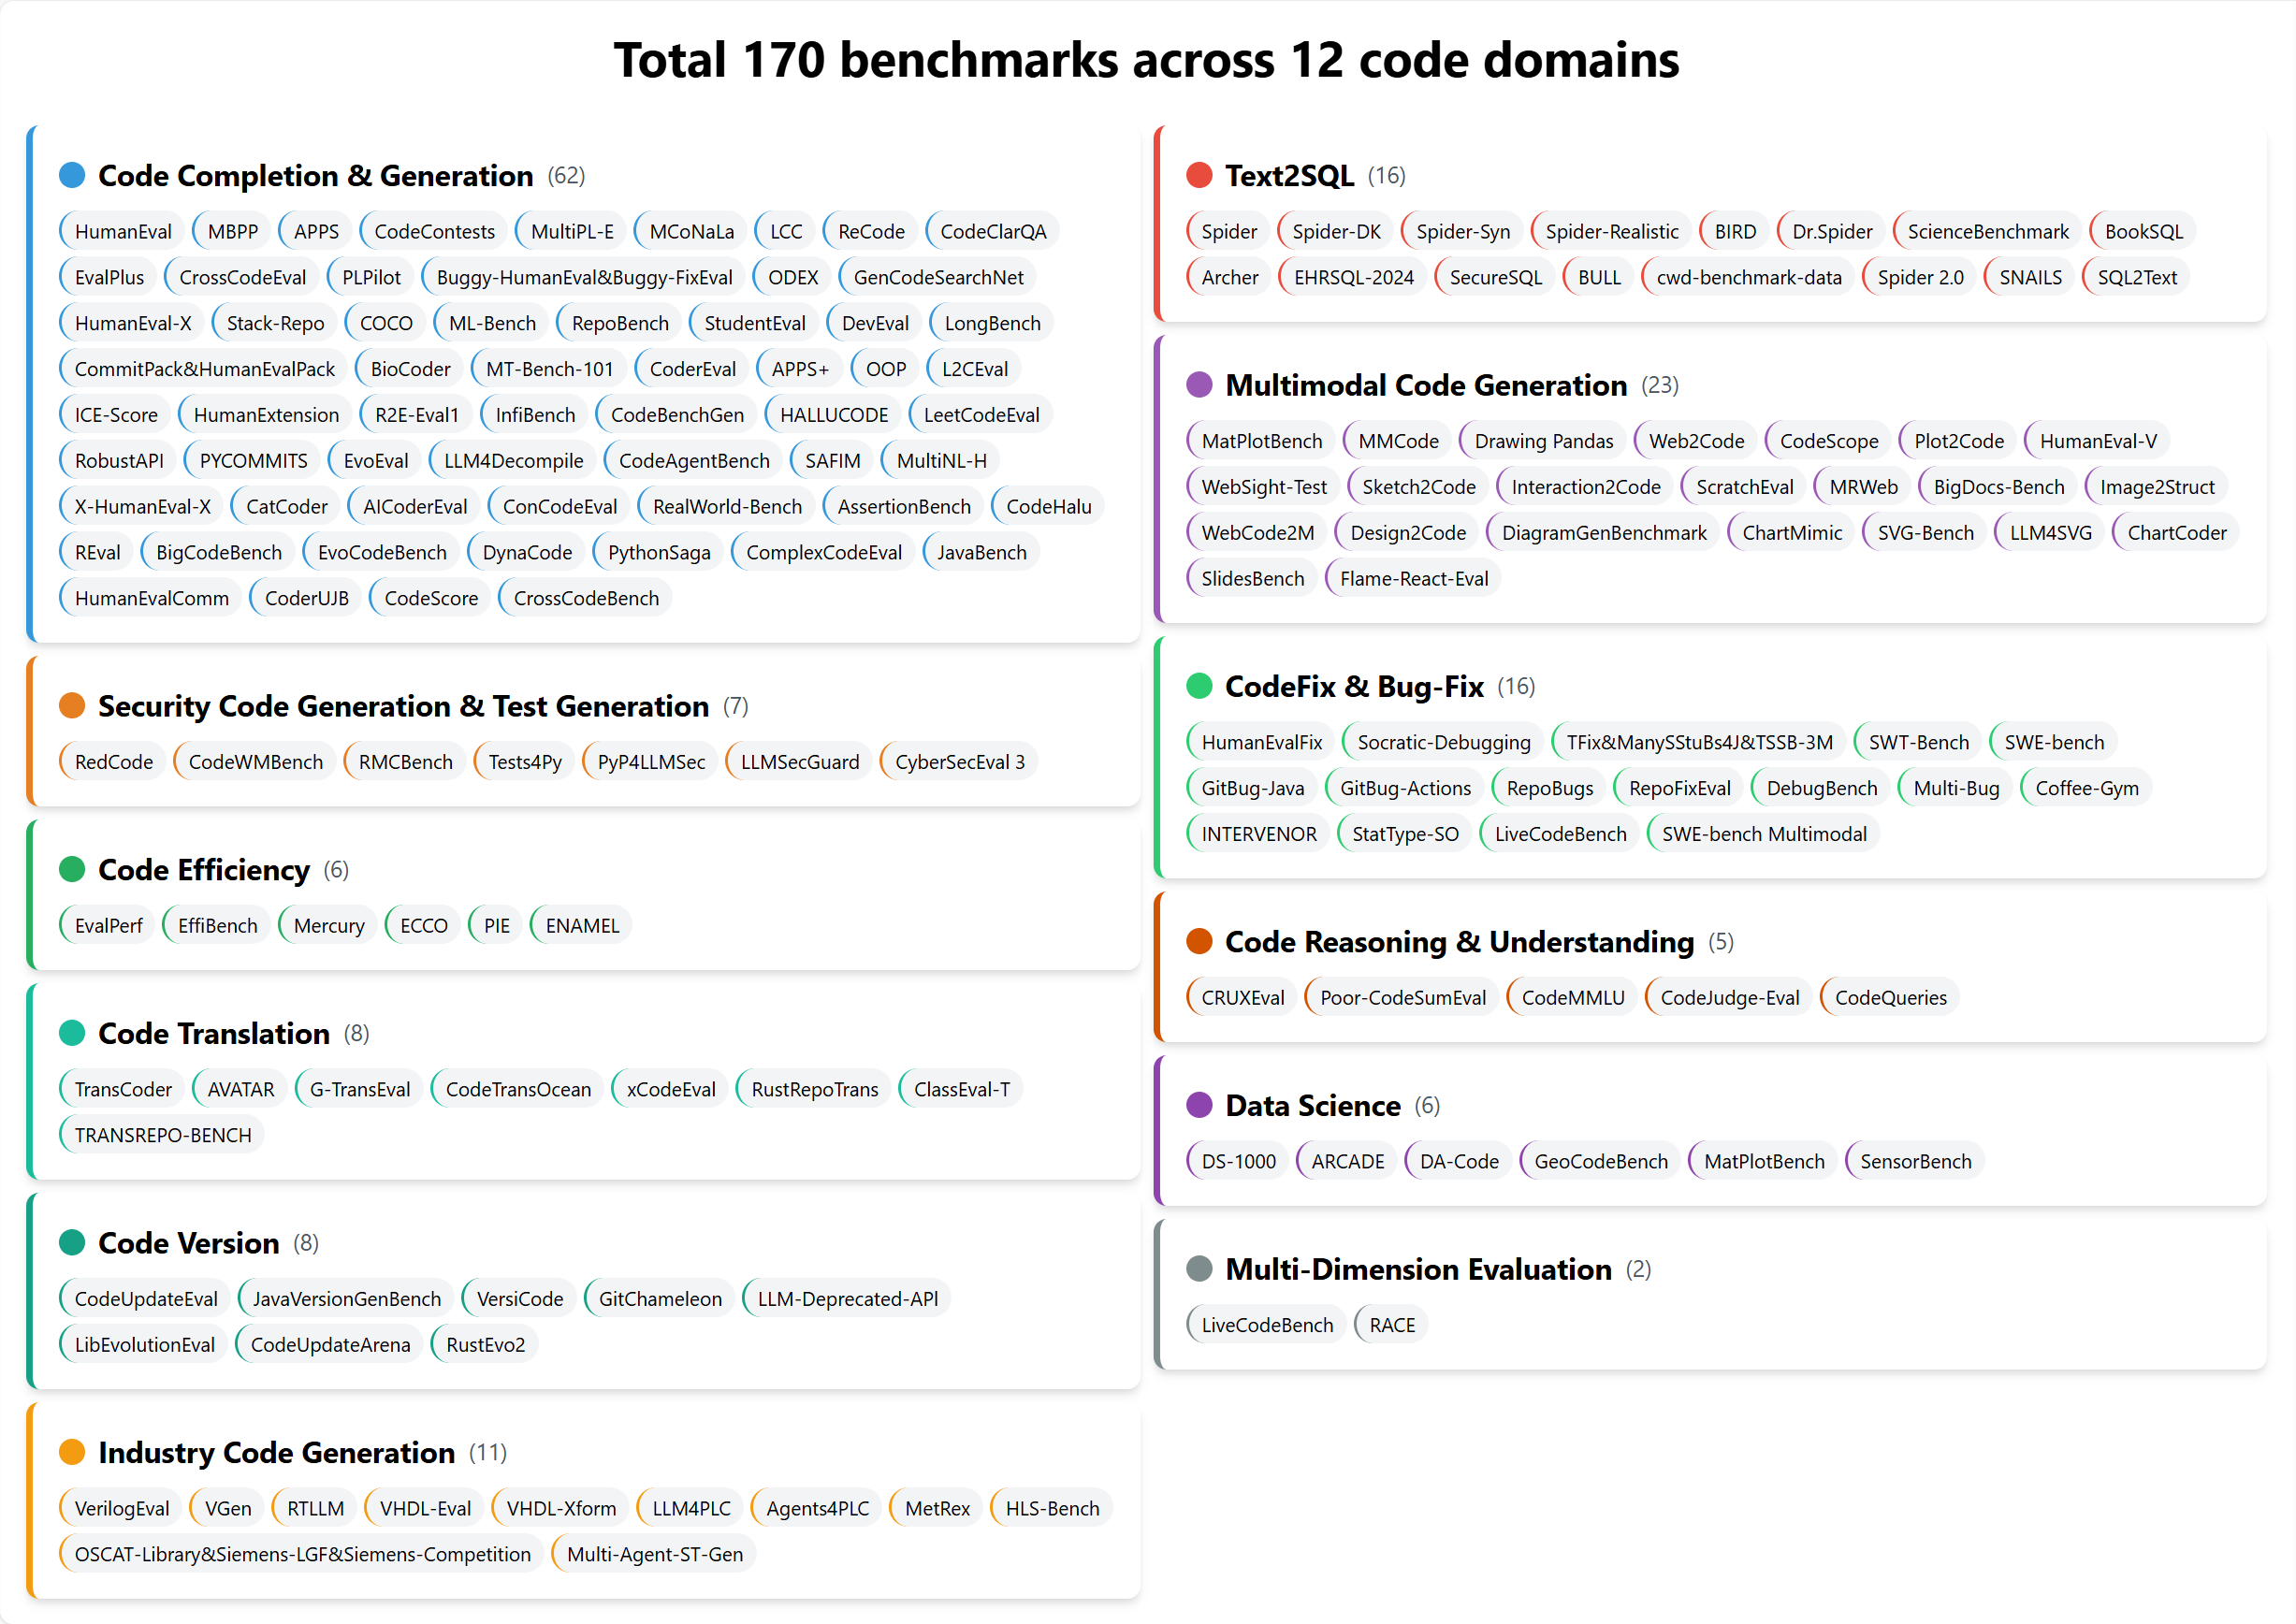 Total 170 benchmarks across 12 code domains
Code Completion & Generation (62)
HumanEval MBPP APPS CodeContests MultiPL-E MCoNaLa LCC ReCode CodeClarQA
EvalPlus CrossCodeEval PLPilot Buggy-HumanEval&Buggy-FixEval ODEX GenCodeSearchNet
HumanEval-X Stack-Repo COCO ML-Bench RepoBench StudentEval DevEval LongBench
CommitPack&HumanEvalPack BioCoder MT-Bench-101 CoderEval APPS+ OOP L2CEval
ICE-Score HumanExtension R2E-Eval1 InfiBench CodeBenchGen HALLUCODE LeetCodeEval
RobustAPI PYCOMMITS EvoEval LLM4Decompile CodeAgentBench SAFIM MultiNL-H
X-HumanEval-X CatCoder AICoderEval ConCodeEval RealWorld-Bench AssertionBench CodeHalu
REval BigCodeBench EvoCodeBench DynaCode PythonSaga ComplexCodeEval JavaBench
HumanEvalComm CoderUJB CodeScore CrossCodeBench
Security Code Generation & Test Generation (7)
RedCode CodeWMBench RMCBench Tests4Py PyP4LLMSec LLMSecGuard CyberSecEval 3
Code Efficiency (6)
EvalPerf EffiBench Mercury ECCO PIE ENAMEL
Code Translation (8)
TransCoder AVATAR G-TransEval CodeTransOcean xCodeEval RustRepoTrans ClassEval-T
TRANSREPO-BENCH
Code Version (8)
CodeUpdateEval JavaVersionGenBench VersiCode GitChameleon LLM-Deprecated-APl
LibEvolutionEval CodeUpdateArena RustEvo2
Industry Code Generation (11)
VerilogEval VGen RTLLM VHDL-Eval VHDL-Xform LLM4PLC Agents4PLC MetRex HLS-Bench
OSCAT-Library&Siemens-LGF&Siemens-Competition Multi-Agent-ST-Gen
Text2SQL (16)
Spider Spider-DK Spider-Syn Spider-Realistic BIRD Dr.Spider ScienceBenchmark BookSQL
Archer EHRSQL-2024 SecureSQL BULL cwd-benchmark-data Spider 2.0 SNAILS SQL2Text
Multimodal Code Generation (23)
MatPlotBench MMCode Drawing Pandas Web2Code CodeScope Plot2Code HumanEval-V
WebSight-Test Sketch2Code Interaction2Code ScratchEval MRWeb BigDocs-Bench Image2Struct
WebCode2M Design2Code DiagramGenBenchmark ChartMimic SVG-Bench LLM4SVG ChartCoder
SlidesBench Flame-React-Eval
CodeFix & Bug-Fix (16)
HumanEvalFix Socratic-Debugging TFix&ManySStuBs4J&TSSB-3M SWT-Bench SWE-bench
GitBug-Java GitBug-Actions RepoBugs RepoFixEval DebugBench Multi-Bug Coffee-Gym
INTERVENOR StatType-SO LiveCodeBench SWE-bench Multimodal
Code Reasoning & Understanding (5)
CRUXEval Poor-CodeSumEval CodeMMLU CodeJudge-Eval CodeQueries
Data Science (6)
DS-1000 ARCADE DA-Code GeoCodeBench MatPlotBench SensorBench
Multi-Dimension Evaluation (2)
LiveCodeBench RACE